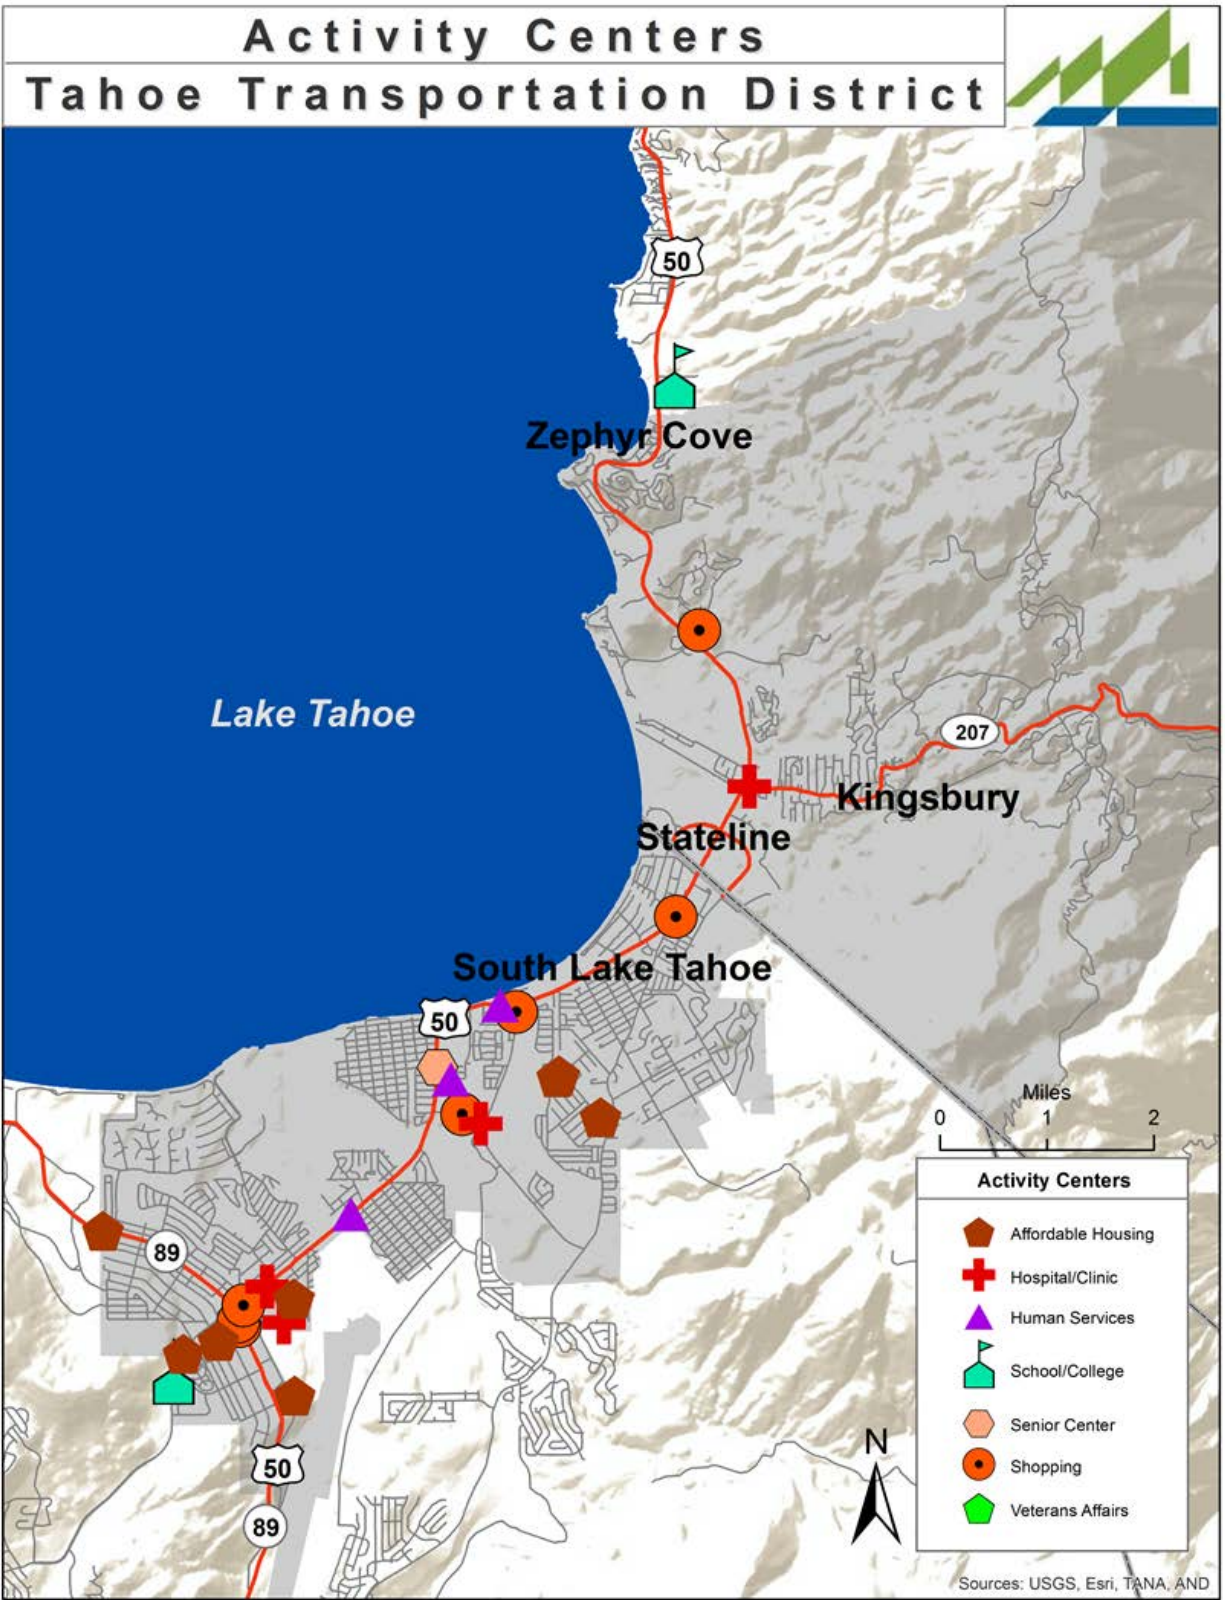 Activity Centers
Tahoe Transportation District
50
Zephyr Cove
Lake Tahoe
207
Kingsbury
Stateline
South Lake Tahoe
50
Miles
0 1 2
Activity Centers
Affordable Housing
Hospital/Clinic
Human Services
School/College
Senior Center
Shopping
Veterans Affairs
89
N
50
89
Sources: USGS, Esri, TANA, AND